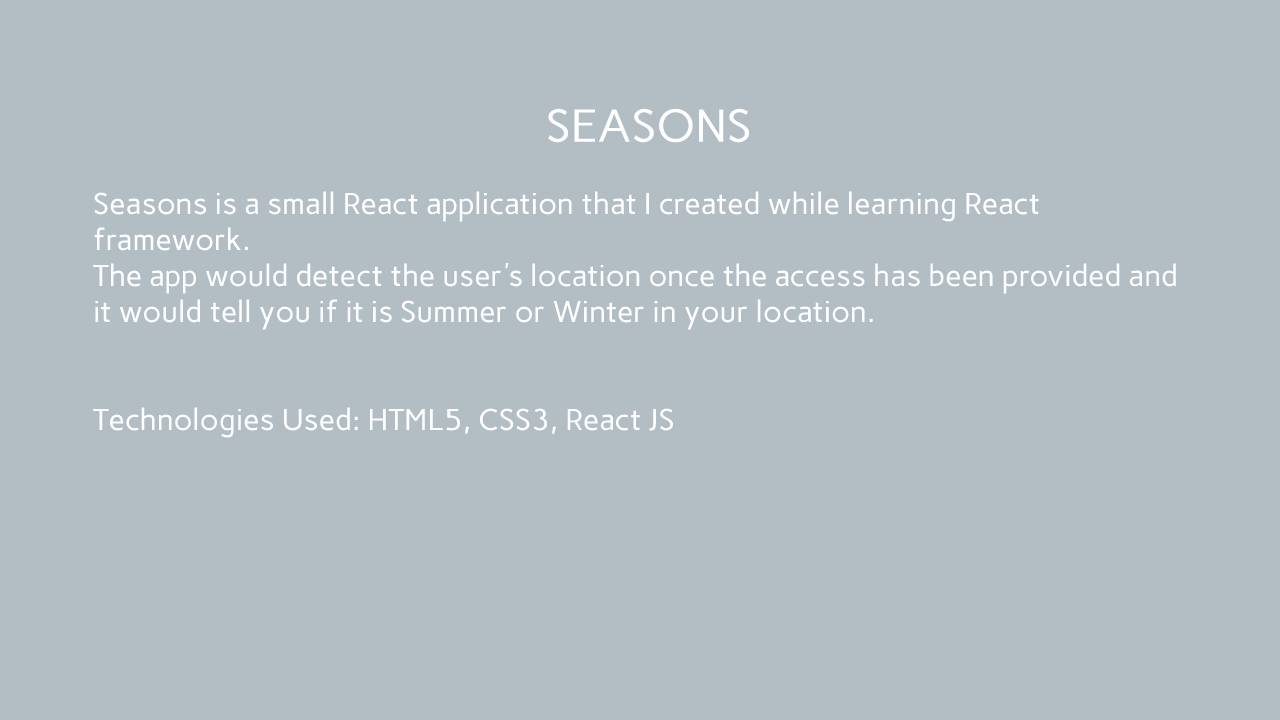 SEASONS
Seasons is a small React application that I created while learning React
framework.
The app would detect the user's location once the access has been provided and
it would tell you if it is Summer or Winter in your location.
Technologies Used: HTML5, CSS3, React JS